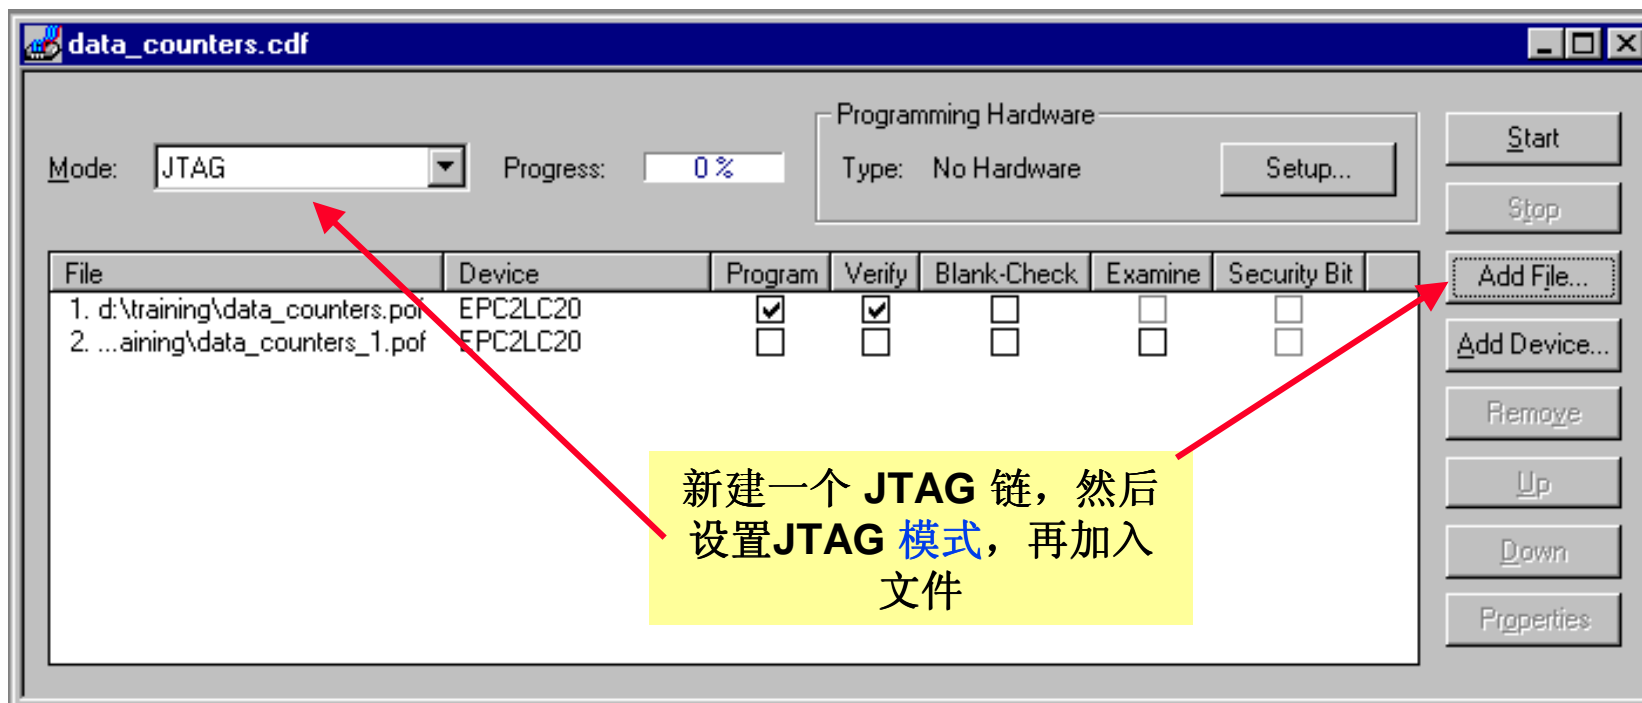 data_counters.cdf
Mode: JTAG Progress: 0 % Programming Hardware Type: No Hardware Setup... Start
Stop
File Device Program Verify Blank-Check Examine Security Bit Add File...
1. d:\training\data_counters.pof EPC2LC20
2. ...aining\data_counters_1.pof EPC2LC20 Add Device...
Remove
新建一个 JTAG 链，然后 Up
设置JTAG 模式，再加入 Down
文件
Properties